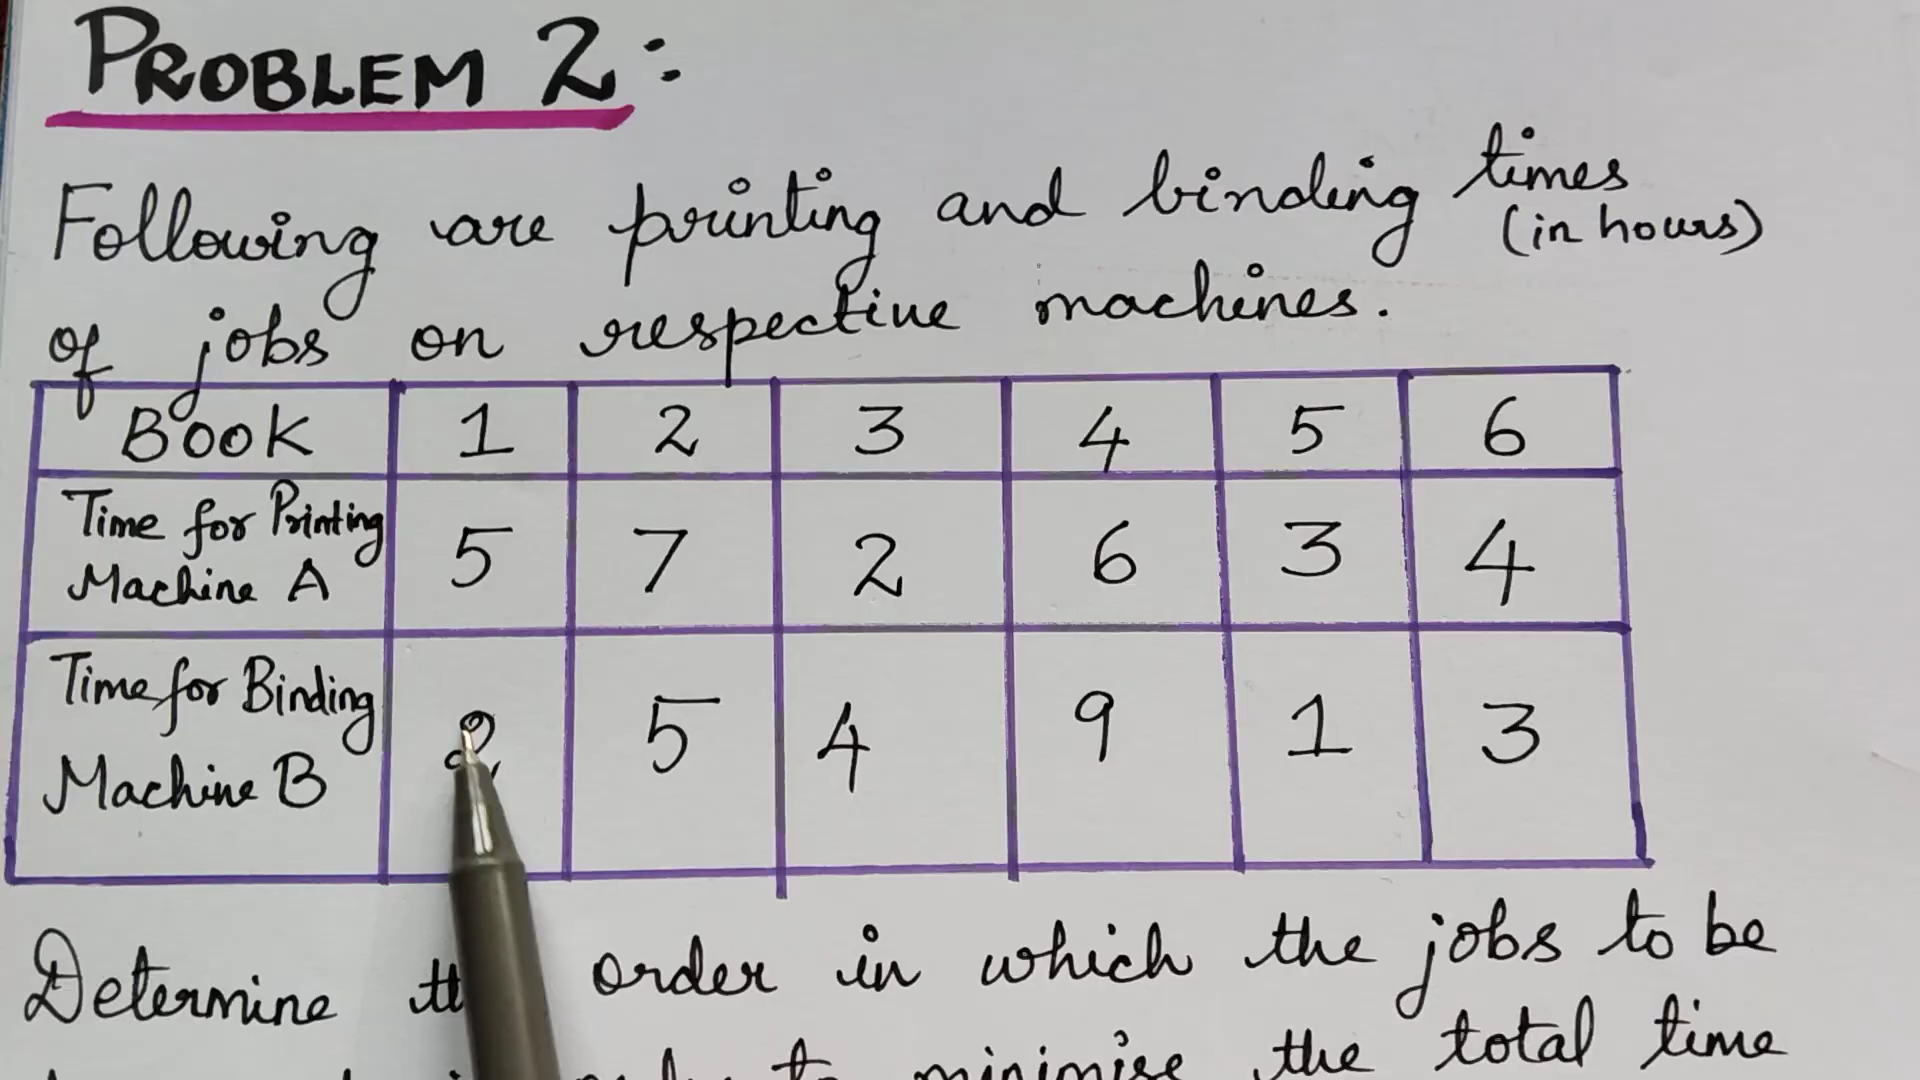 PROBLEM 2:
Following are printing and binding times
(in hours)
of jobs on respective machines.
BOOK 1 2 3 4 5 6
Time for Printing
Machine A 5 7 2 6 3 4
Time for Binding
Machine B 5 4 9 1 3
Determine order in which the jobs to be
to minimise the total time